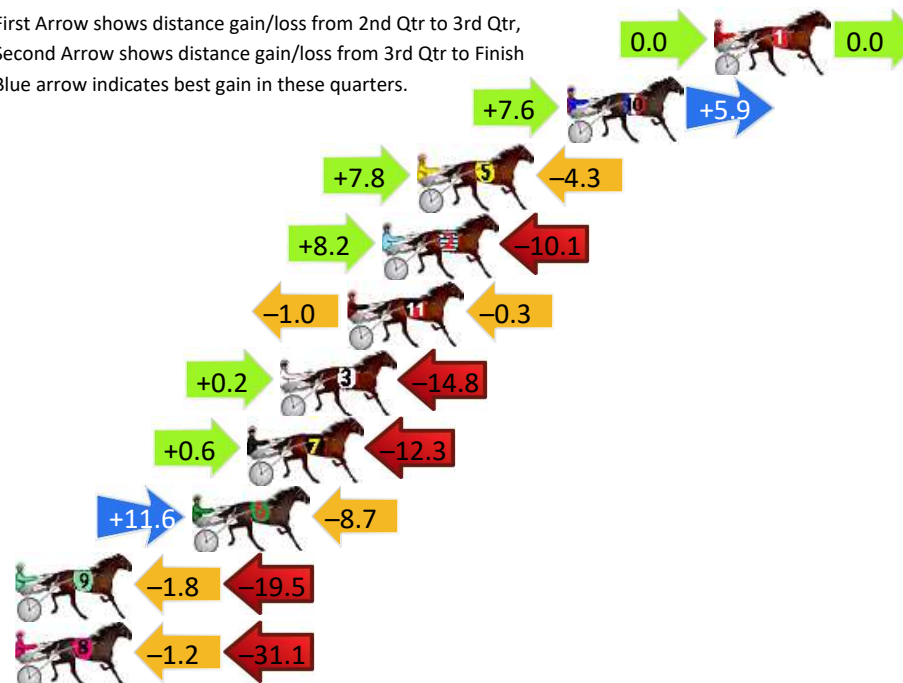 First Arrow shows distance gain/loss from 2nd Qtr to 3rd Qtr,
Second Arrow shows distance gain/loss from 3rd Qtr to Finish
Blue arrow indicates best gain in these quarters.
0.0 1 0.0
+7.6 10 +5.9
+7.8 5 –4.3
+8.2 2 –10.1
–1.0 11 –0.3
+0.2 3 –14.8
+0.6 7 –12.3
+11.6 6 –8.7
9 –1.8 –19.5
8 –1.2 –31.1